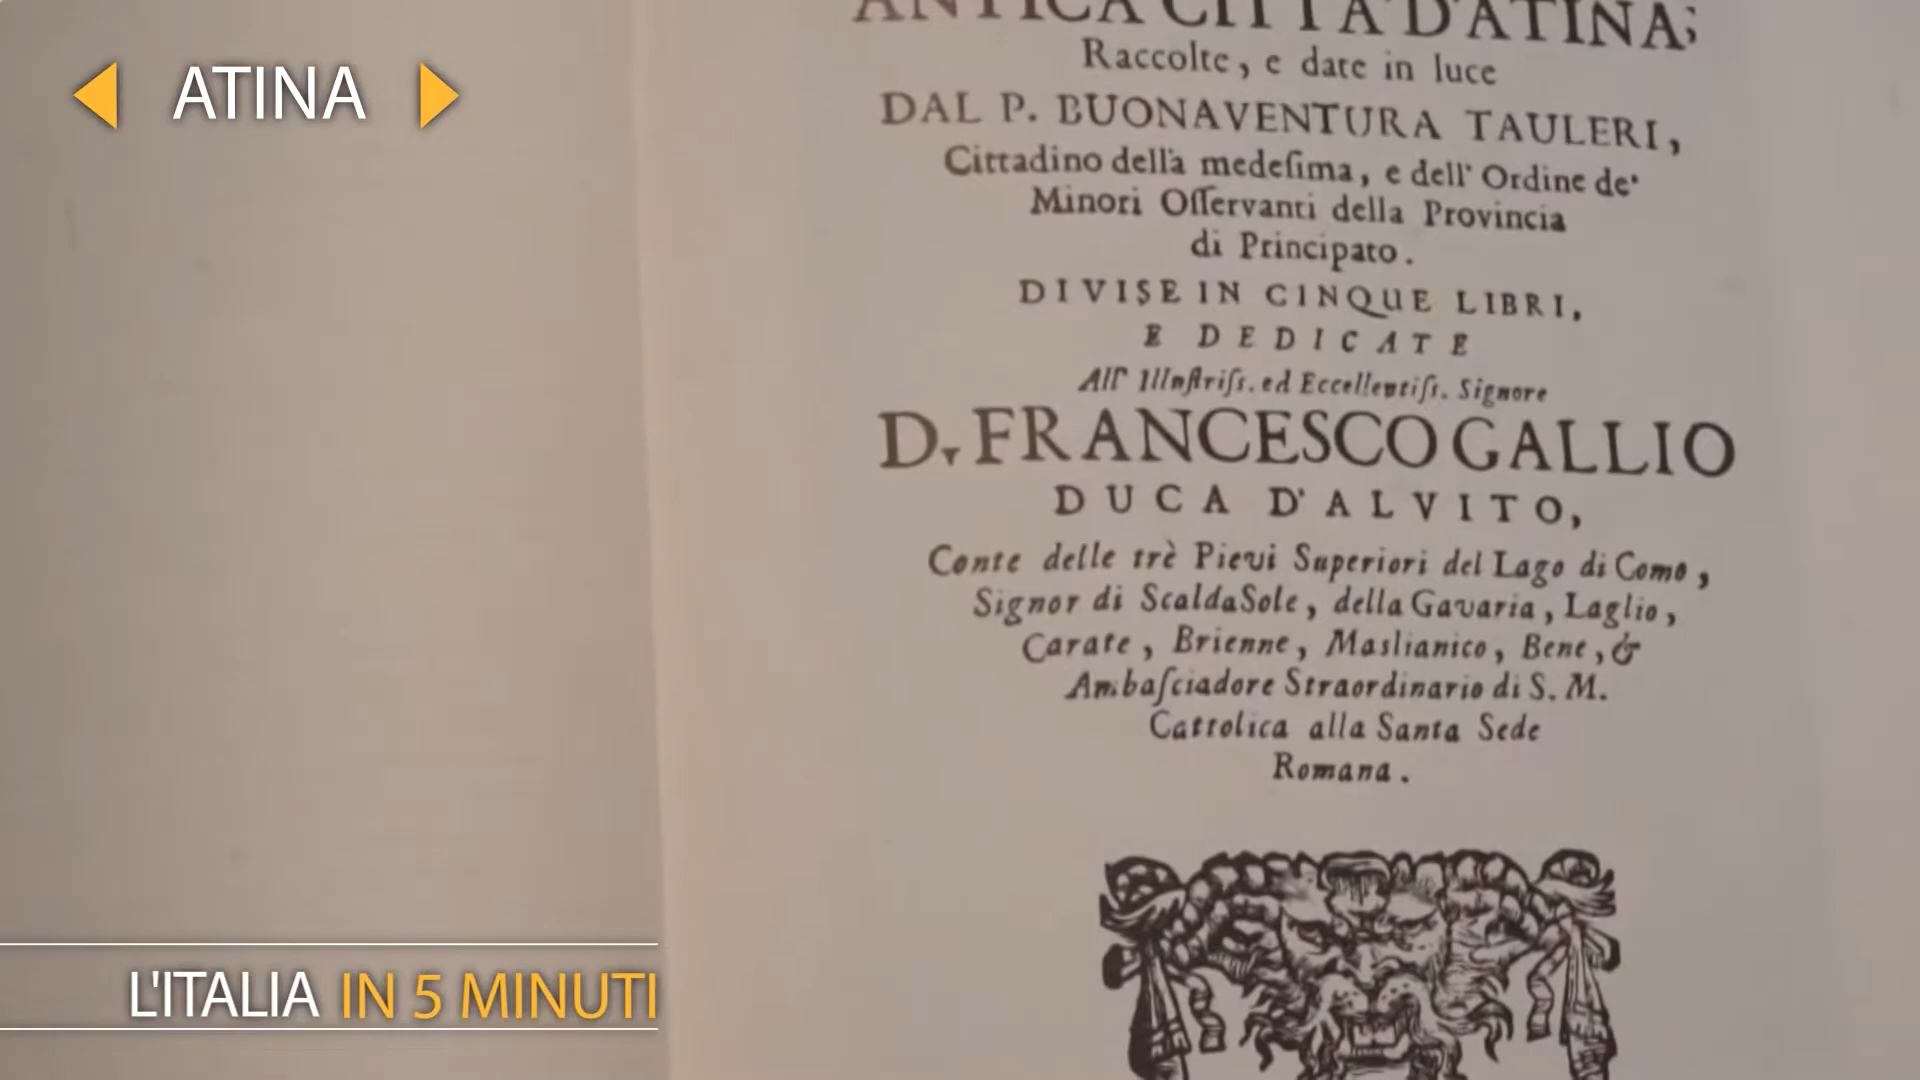 ◀ ATINA ▶
ANTICA CITTÀ D'ATINA;
Raccolte, e date in luce
DAL P. BUONAVENTURA TAULERI,
Cittadino della medeſima, e dell' Ordine de'
Minori Oſſervanti della Provincia
di Principato.
DIVISE IN CINQUE LIBRI,
E DEDICATE
All' Illuſtriſſ. ed Eccellentiſſ. Signore
D. FRANCESCO GALLIO
DUCA D'ALVITO,
Conte delle trè Pievi Superiori del Lago di Como,
Signor di ScaldaSole, della Gavaria, Laglio,
Carate, Brienne, Maslianico, Bene, &
Ambaſciadore Straordinario di S. M.
Cattolica alla Santa Sede
Romana.
L'ITALIA IN 5 MINUTI